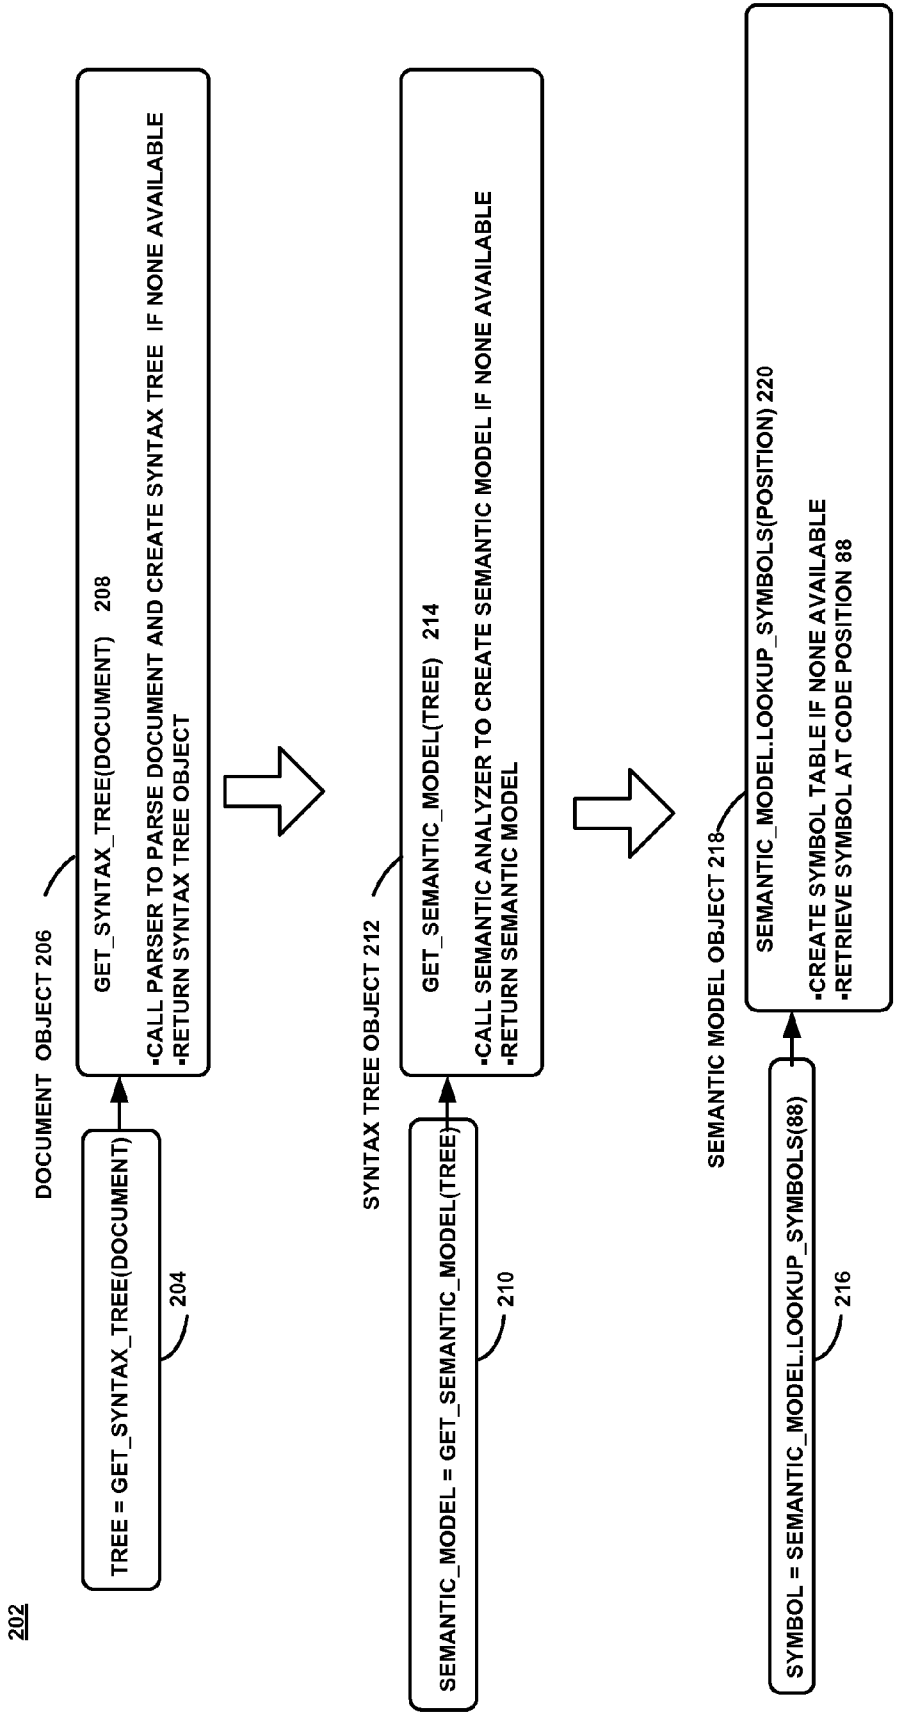 202
DOCUMENT OBJECT 206
TREE = GET_SYNTAX_TREE(DOCUMENT)
204
GET_SYNTAX_TREE(DOCUMENT) 208
▪CALL PARSER TO PARSE DOCUMENT AND CREATE SYNTAX TREE IF NONE AVAILABLE
▪RETURN SYNTAX TREE OBJECT
SYNTAX TREE OBJECT 212
SEMANTIC_MODEL = GET_SEMANTIC_MODEL(TREE)
210
GET_SEMANTIC_MODEL(TREE) 214
▪CALL SEMANTIC ANALYZER TO CREATE SEMANTIC MODEL IF NONE AVAILABLE
▪RETURN SEMANTIC MODEL
SEMANTIC MODEL OBJECT 218
SYMBOL = SEMANTIC_MODEL.LOOKUP_SYMBOLS(88)
216
SEMANTIC_MODEL.LOOKUP_SYMBOLS(POSITION) 220
▪CREATE SYMBOL TABLE IF NONE AVAILABLE
▪RETRIEVE SYMBOL AT CODE POSITION 88